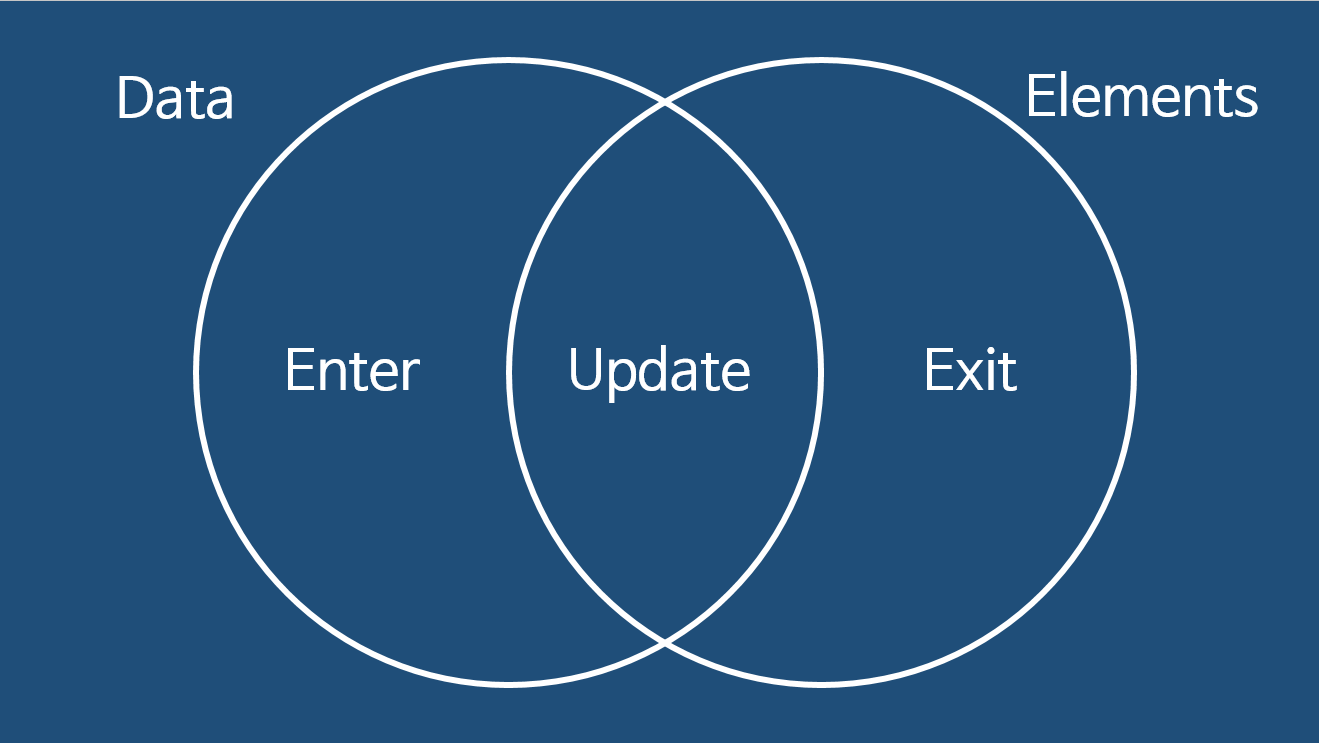 Data
Elements
Enter
Update
Exit